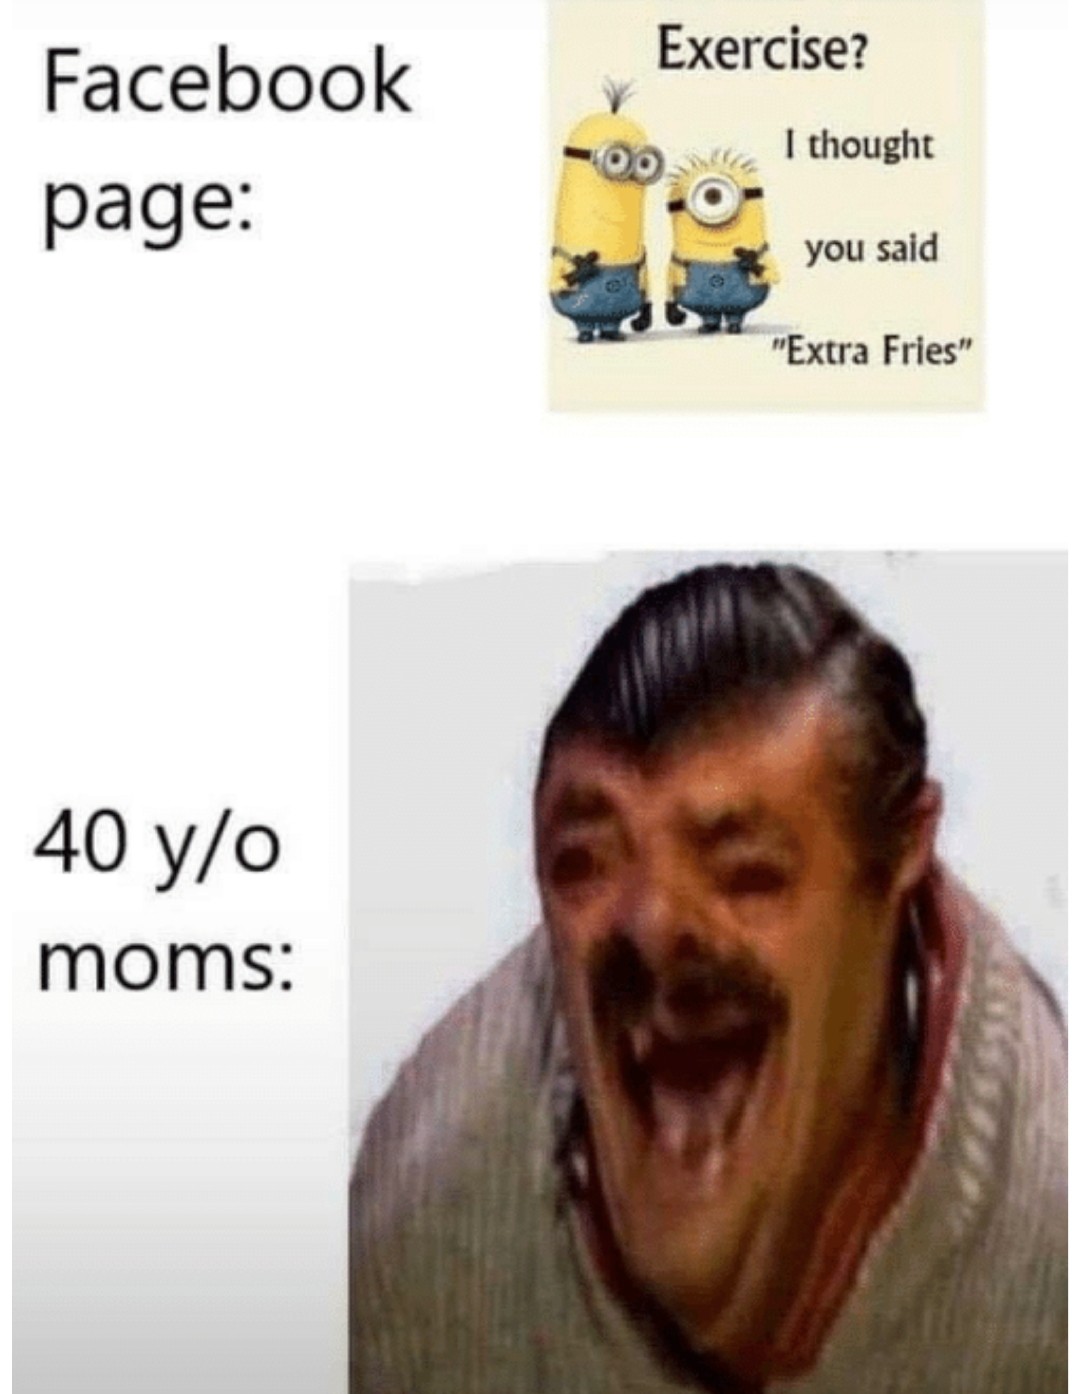 Facebook
page:
Exercise?
I thought
you said
"Extra Fries"
40 y/o
moms: